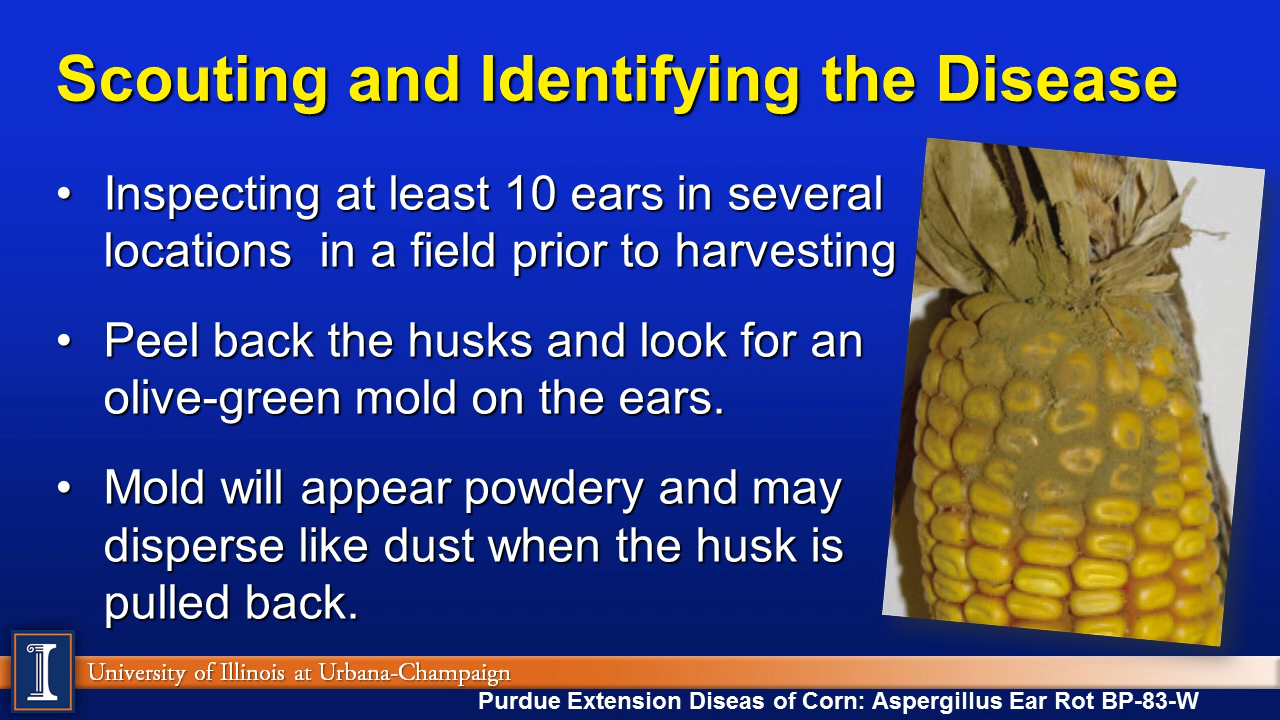 Scouting and Identifying the Disease
• Inspecting at least 10 ears in several
locations  in a field prior to harvesting
• Peel back the husks and look for an
olive-green mold on the ears.
• Mold will appear powdery and may
disperse like dust when the husk is
pulled back.
I
University of Illinois at Urbana-Champaign
Purdue Extension Diseas of Corn: Aspergillus Ear Rot BP-83-W